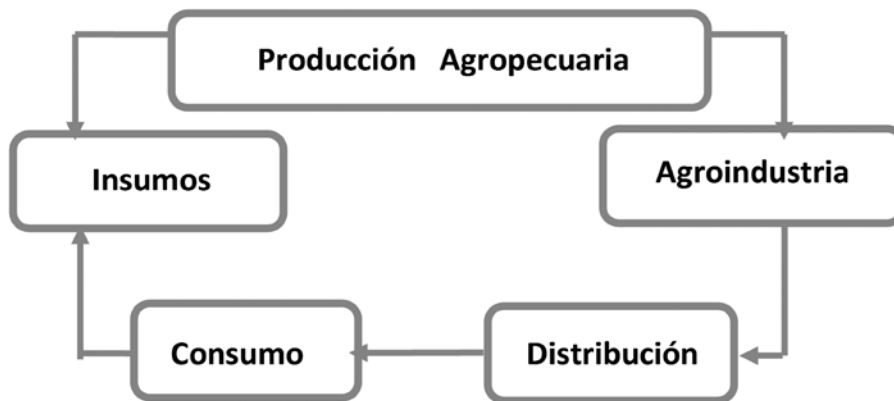 Producción Agropecuaria
Insumos
Agroindustria
Consumo
Distribución